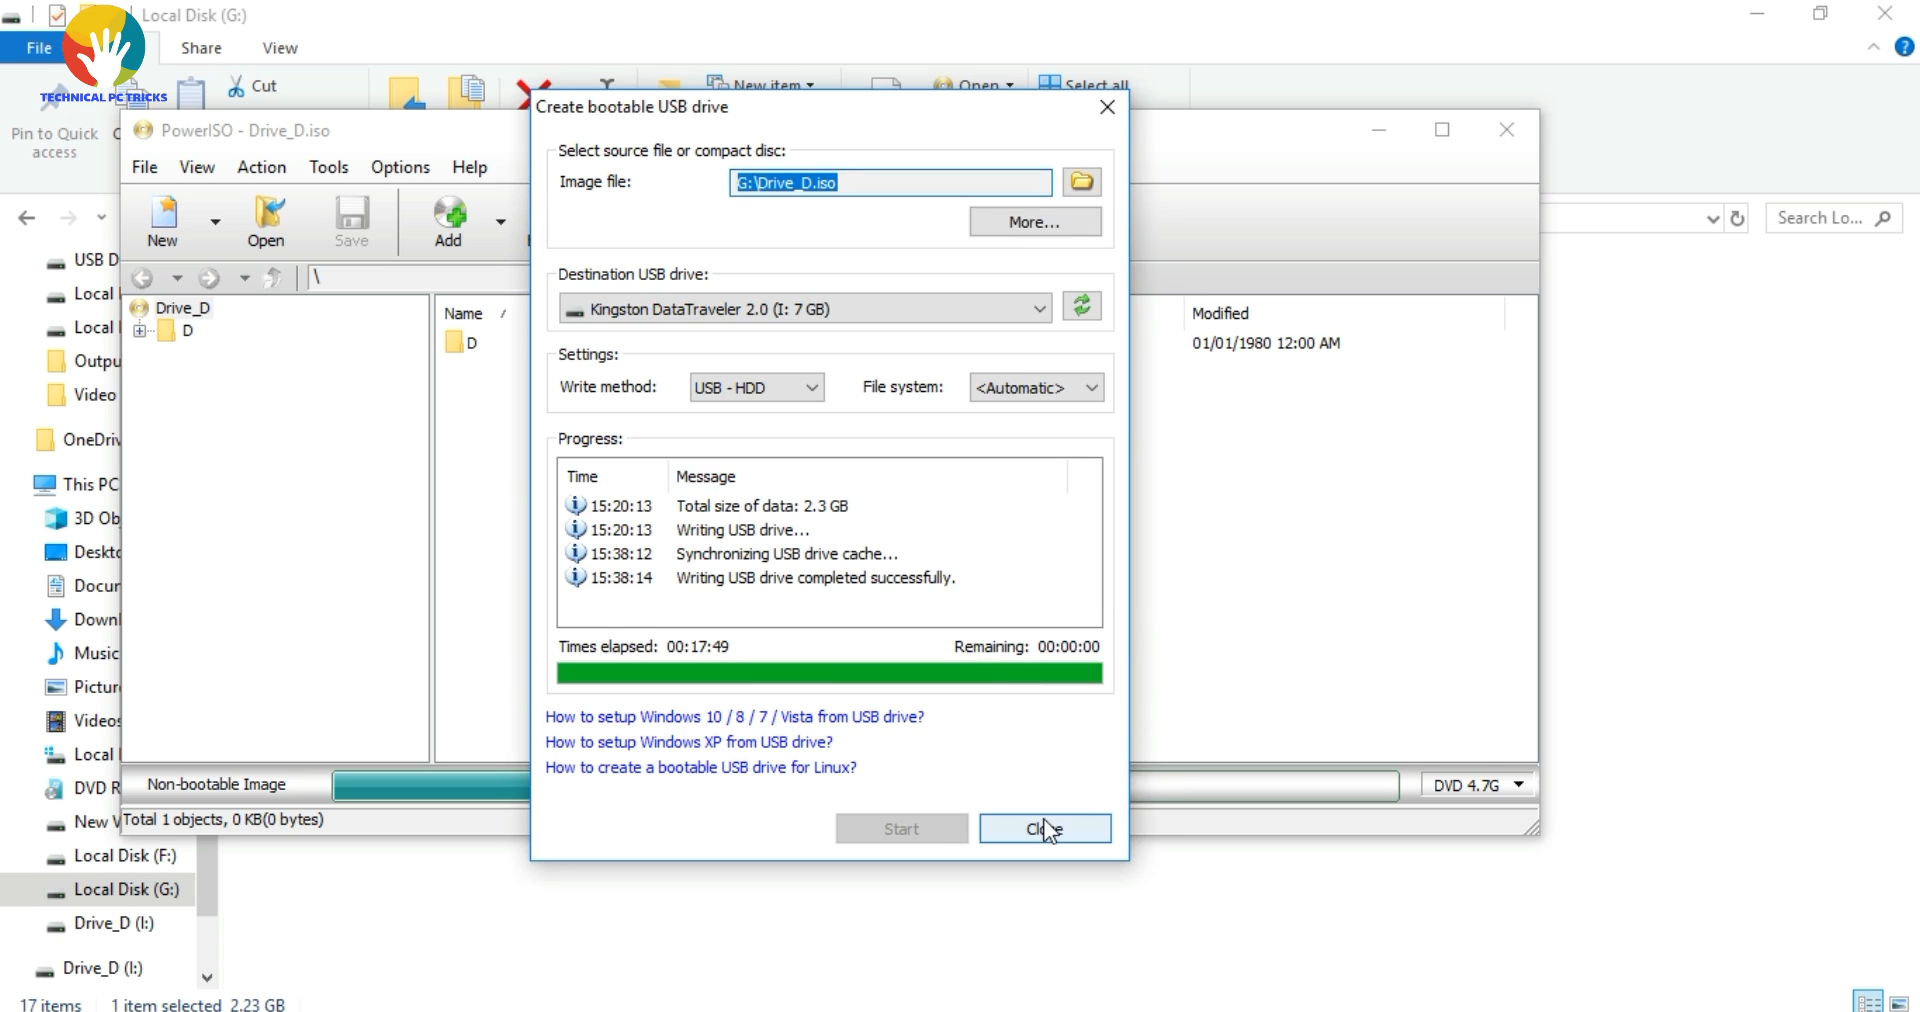 Local Disk (G:)
File
Share
View
TECHNICAL PC TRICKS
Cut
New item
Open
Select all
Pin to Quick
access
PowerISO - Drive_D.iso
File View Action Tools Options Help
New
Open
Save
Add
\
Search Lo...
USB D
Local
Local
Outpu
Video
OneDriv
This PC
3D Ob
Deskto
Docur
Downl
Music
Pictur
Videos
Local
DVD R
New V
Local Disk (F:)
Local Disk (G:)
Drive_D (I:)
Drive_D (I:)
17 items 1 item selected 2.23 GB
Drive_D
D
Name
D
Modified
01/01/1980 12:00 AM
Non-bootable Image
DVD 4.7G
Total 1 objects, 0 KB(0 bytes)
Create bootable USB drive
Select source file or compact disc:
Image file: G:\Drive_D.iso
More...
Destination USB drive:
Kingston DataTraveler 2.0 (I: 7 GB)
Settings:
Write method: USB - HDD File system: <Automatic>
Progress:
Time Message
15:20:13 Total size of data: 2.3 GB
15:20:13 Writing USB drive...
15:38:12 Synchronizing USB drive cache...
15:38:14 Writing USB drive completed successfully.
Times elapsed: 00:17:49 Remaining: 00:00:00
How to setup Windows 10 / 8 / 7 / Vista from USB drive?
How to setup Windows XP from USB drive?
How to create a bootable USB drive for Linux?
Start
Close